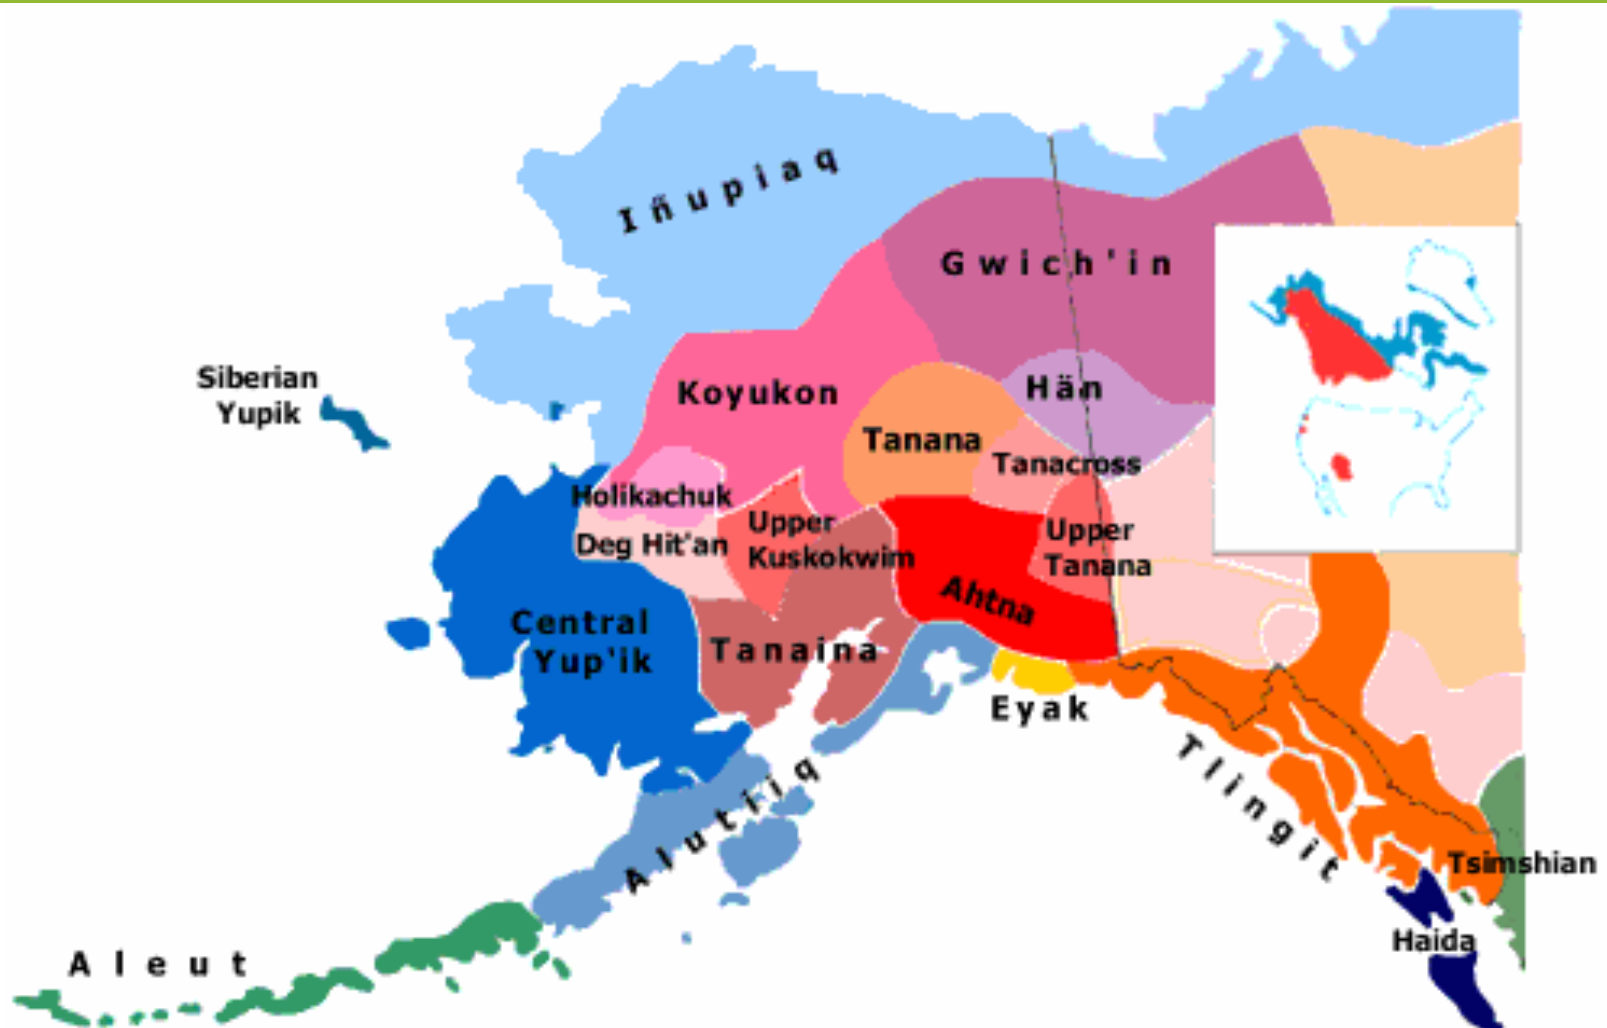 Iñupiaq
Gwich'in
Siberian
Yupik
Koyukon
Hän
Tanana
Tanacross
Holikachuk
Upper
Kuskokwim
Deg Hit'an
Upper
Tanana
Ahtna
Central
Yup'ik
Tanaina
Eyak
Tlingit
Alutiiq
Tsimshian
Haida
Aleut